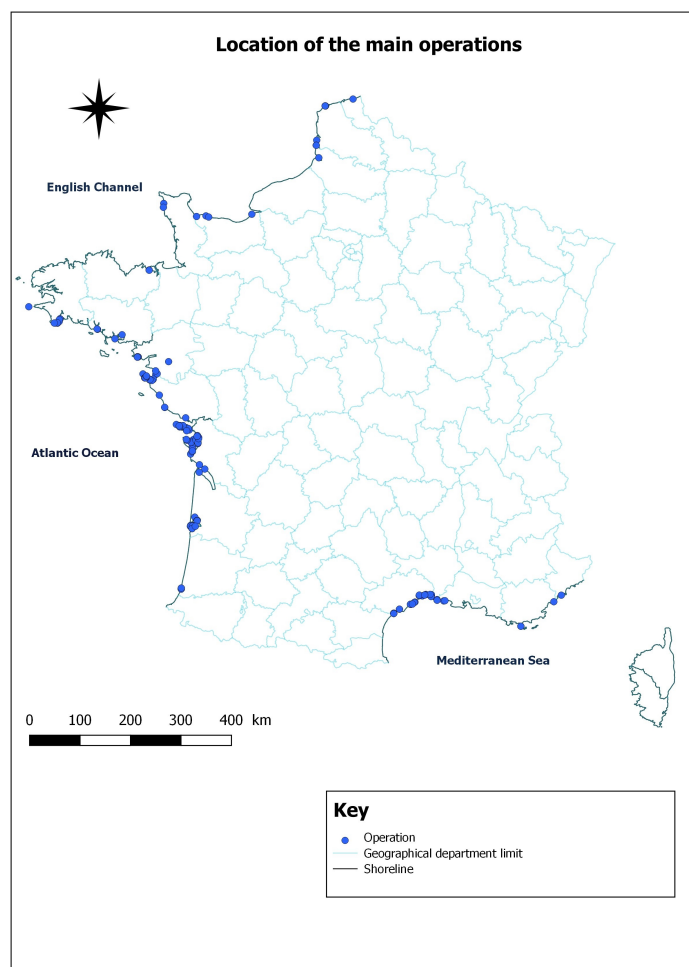 Location of the main operations
English Channel
Atlantic Ocean
Mediterranean Sea
0 100 200 300 400 km
Key
Operation
Geographical department limit
Shoreline